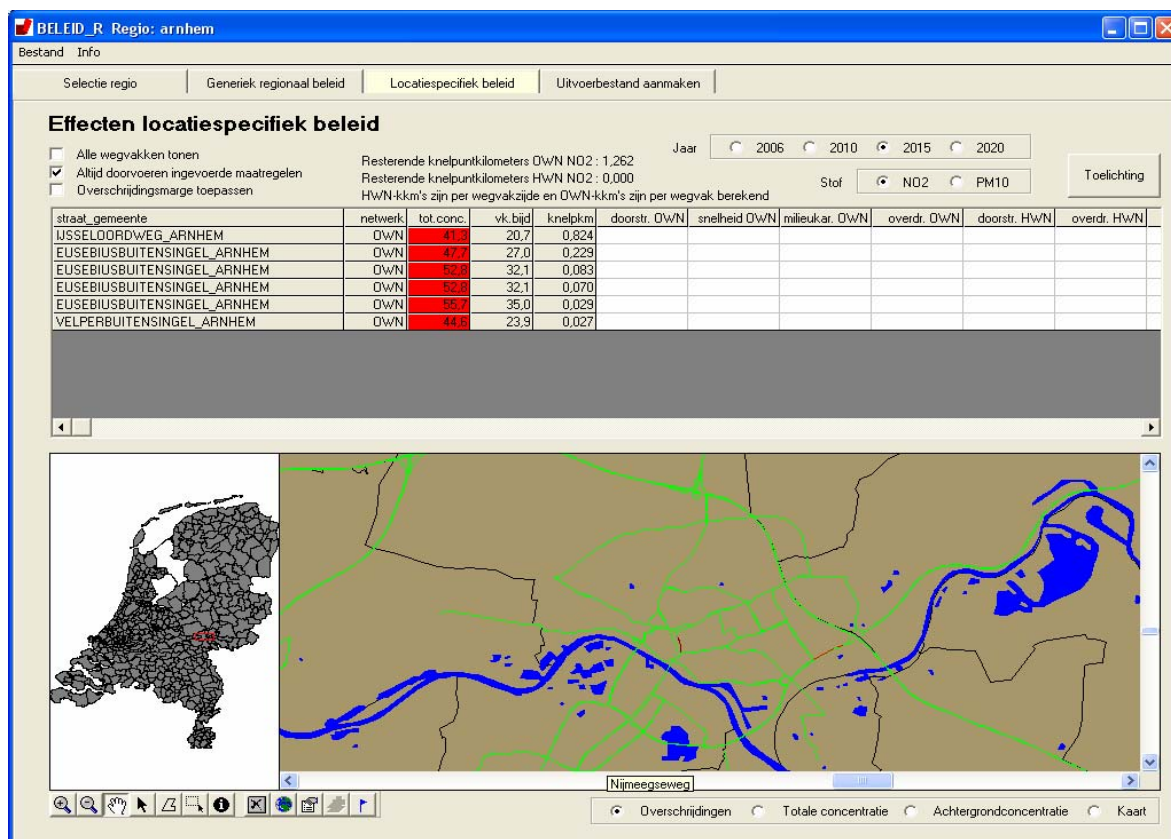 BELEID_R Regio: arnhem
Bestand Info
Selectie regio Generiek regionaal beleid Locatiespecifiek beleid Uitvoerbestand aanmaken
Effecten locatiespecifiek beleid
Alle wegvakken tonen
Altijd doorvoeren ingevoerde maatregelen
Overschrijdingsmarge toepassen
Resterende knelpuntkilometers OWN NO2 : 1,262
Resterende knelpuntkilometers HWN NO2 : 0,000
HWN-kkm's zijn per wegvakzijde en OWN-kkm's zijn per wegvak berekend
Jaar 2006 2010 2015 2020
Stof NO2 PM10
Toelichting
straat_gemeente netwerk tot.conc. vk.bijd knelpkm doorstr. OWN snelheid OWN milieukar. OWN overdr. OWN doorstr. HWN overdr. HWN
IJSSELOORDWEG_ARNHEM OWN 41,3 20,7 0,824
EUSEBIUSBUITENSINGEL_ARNHEM OWN 47,7 27,0 0,229
EUSEBIUSBUITENSINGEL_ARNHEM OWN 52,8 32,1 0,083
EUSEBIUSBUITENSINGEL_ARNHEM OWN 52,8 32,1 0,070
EUSEBIUSBUITENSINGEL_ARNHEM OWN 55,7 35,0 0,029
VELPERBUITENSINGEL_ARNHEM OWN 44,6 23,9 0,027
Nijmeegseweg
Overschrijdingen Totale concentratie Achtergrondconcentratie Kaart